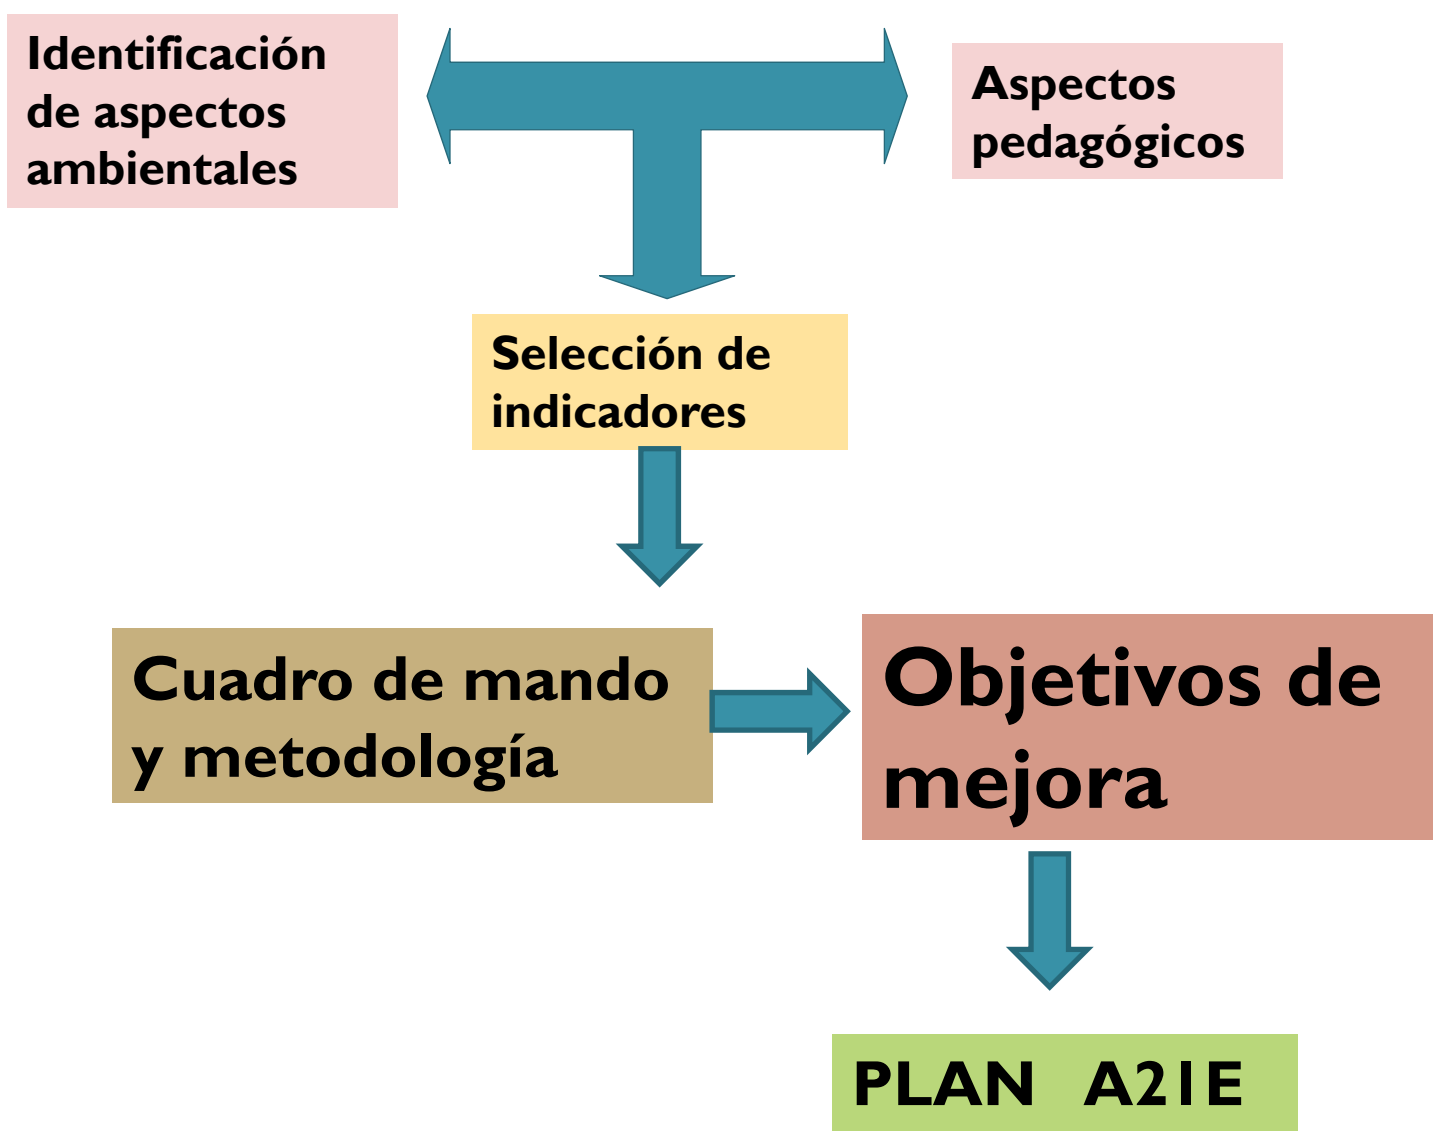 Identificación
de aspectos
ambientales
Aspectos
pedagógicos
Selección de
indicadores
Cuadro de mando
y metodología
Objetivos de
mejora
PLAN A21E